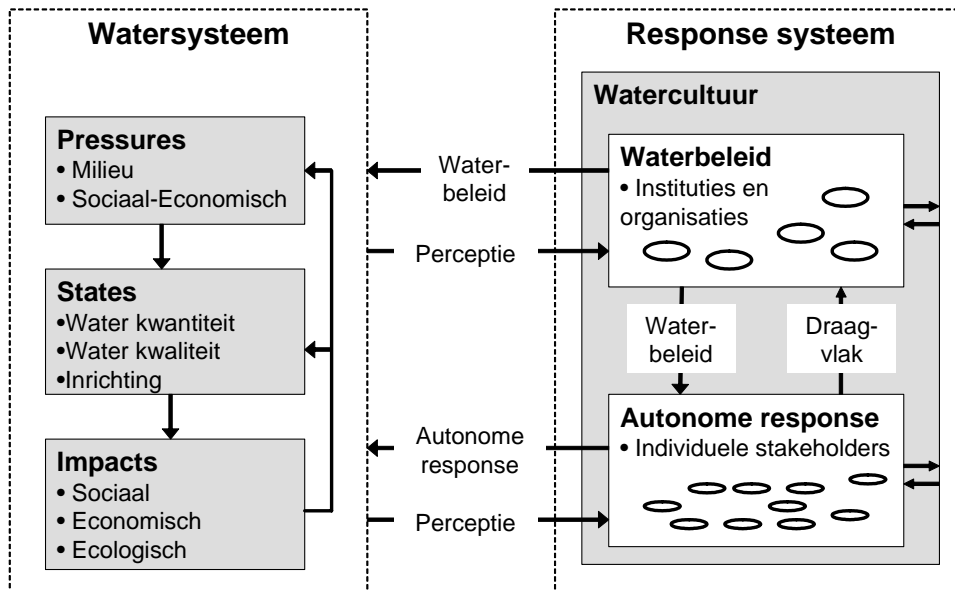 Watersysteem
Pressures
• Milieu
• Sociaal-Economisch
States
•Water kwantiteit
•Water kwaliteit
•Inrichting
Impacts
• Sociaal
• Economisch
• Ecologisch
Water-
beleid
Perceptie
Autonome
response
Perceptie
Response systeem
Watercultuur
Waterbeleid
• Instituties en
organisaties
Water-
beleid
Draag-
vlak
Autonome response
• Individuele stakeholders